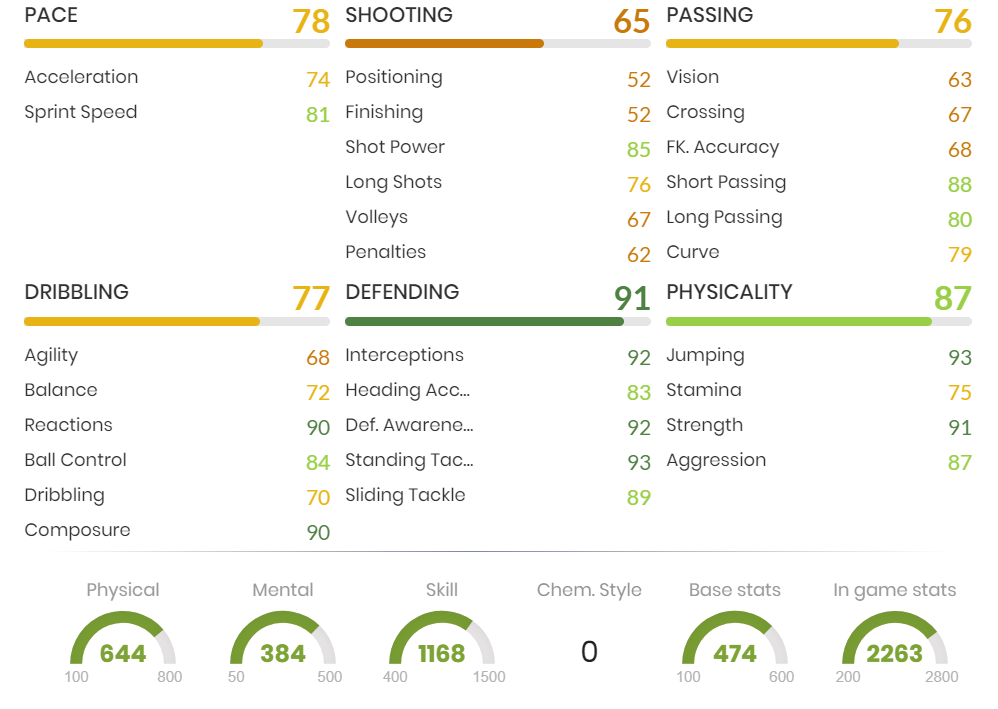 PACE 78
Acceleration 74
Sprint Speed 81
SHOOTING 65
Positioning 52
Finishing 52
Shot Power 85
Long Shots 76
Volleys 67
Penalties 62
PASSING 76
Vision 63
Crossing 67
FK. Accuracy 68
Short Passing 88
Long Passing 80
Curve 79
DRIBBLING 77
Agility 68
Balance 72
Reactions 90
Ball Control 84
Dribbling 70
Composure 90
DEFENDING 91
Interceptions 92
Heading Acc... 83
Def. Awarene... 92
Standing Tac... 93
Sliding Tackle 89
PHYSICALITY 87
Jumping 93
Stamina 75
Strength 91
Aggression 87
Physical
644
100 800
Mental
384
50 500
Skill
1168
400 1500
Chem. Style
0
Base stats
474
100 600
In game stats
2263
200 2800